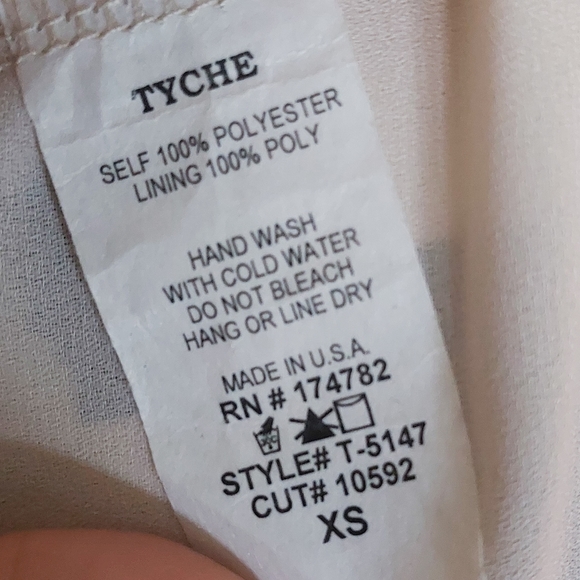 TYCHE
SELF 100% POLYESTER
LINING 100% POLY
HAND WASH
WITH COLD WATER
DO NOT BLEACH
HANG OR LINE DRY
MADE IN U.S.A.
RN # 174782
STYLE# T-5147
CUT# 10592
XS